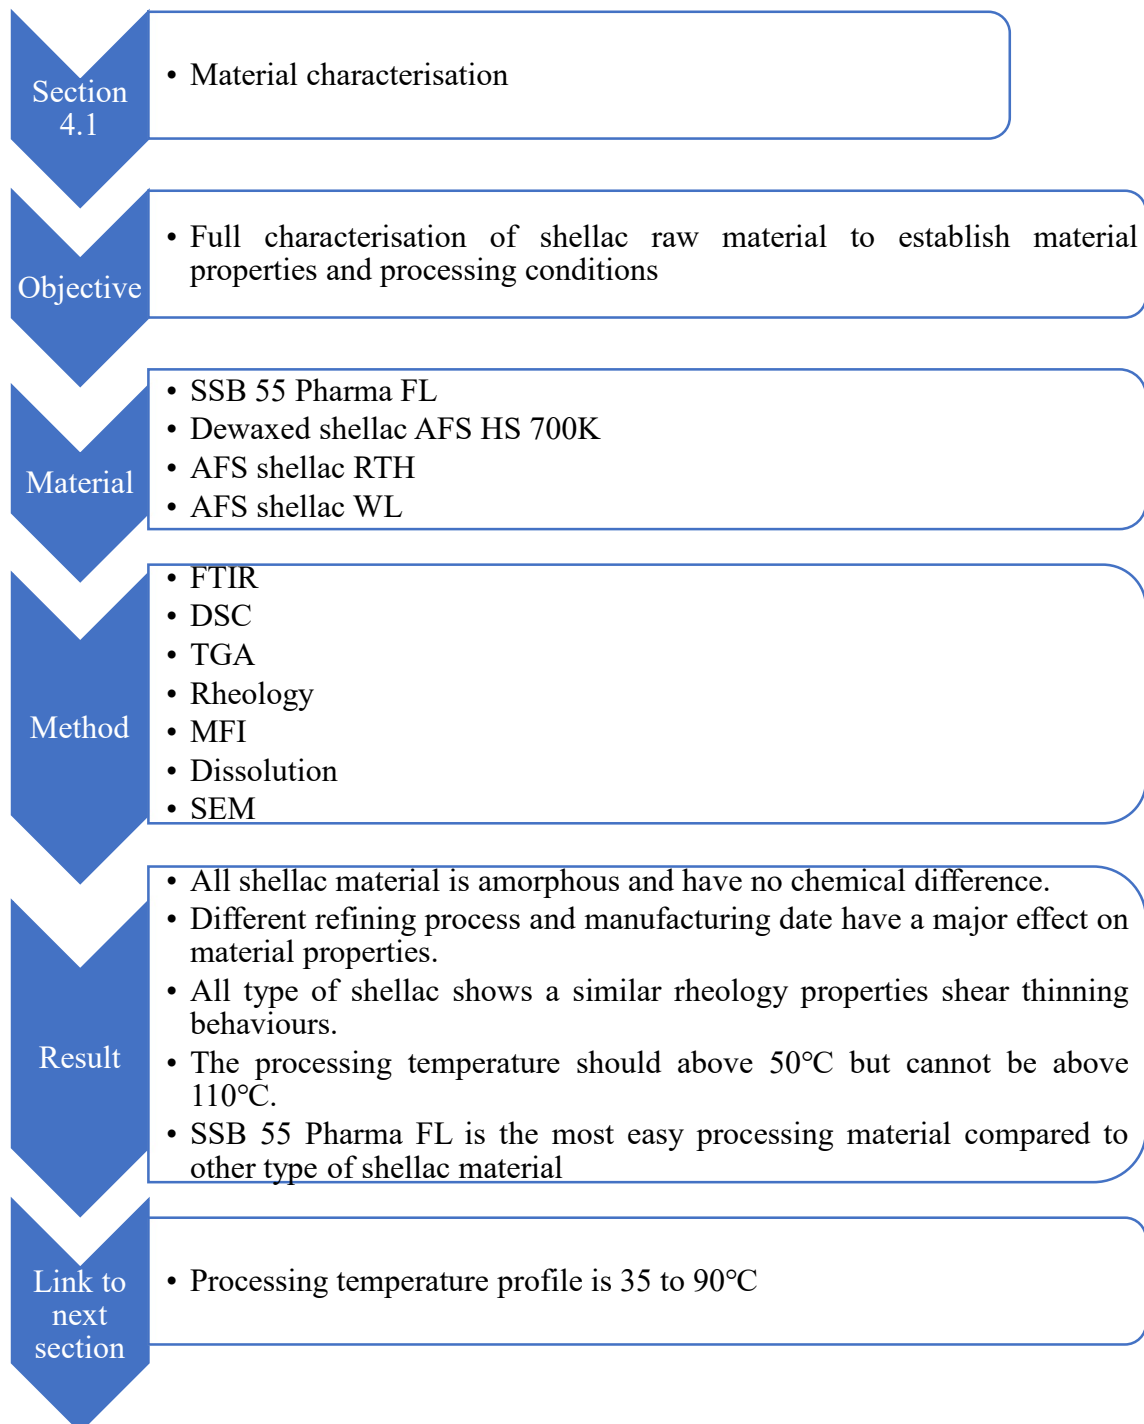 Section
4.1
• Material characterisation
Objective
• Full characterisation of shellac raw material to establish material
properties and processing conditions
Material
• SSB 55 Pharma FL
• Dewaxed shellac AFS HS 700K
• AFS shellac RTH
• AFS shellac WL
Method
• FTIR
• DSC
• TGA
• Rheology
• MFI
• Dissolution
• SEM
Result
• All shellac material is amorphous and have no chemical difference.
• Different refining process and manufacturing date have a major effect on
material properties.
• All type of shellac shows a similar rheology properties shear thinning
behaviours.
• The processing temperature should above 50℃ but cannot be above
110℃.
• SSB 55 Pharma FL is the most easy processing material compared to
other type of shellac material
Link to
next
section
• Processing temperature profile is 35 to 90℃